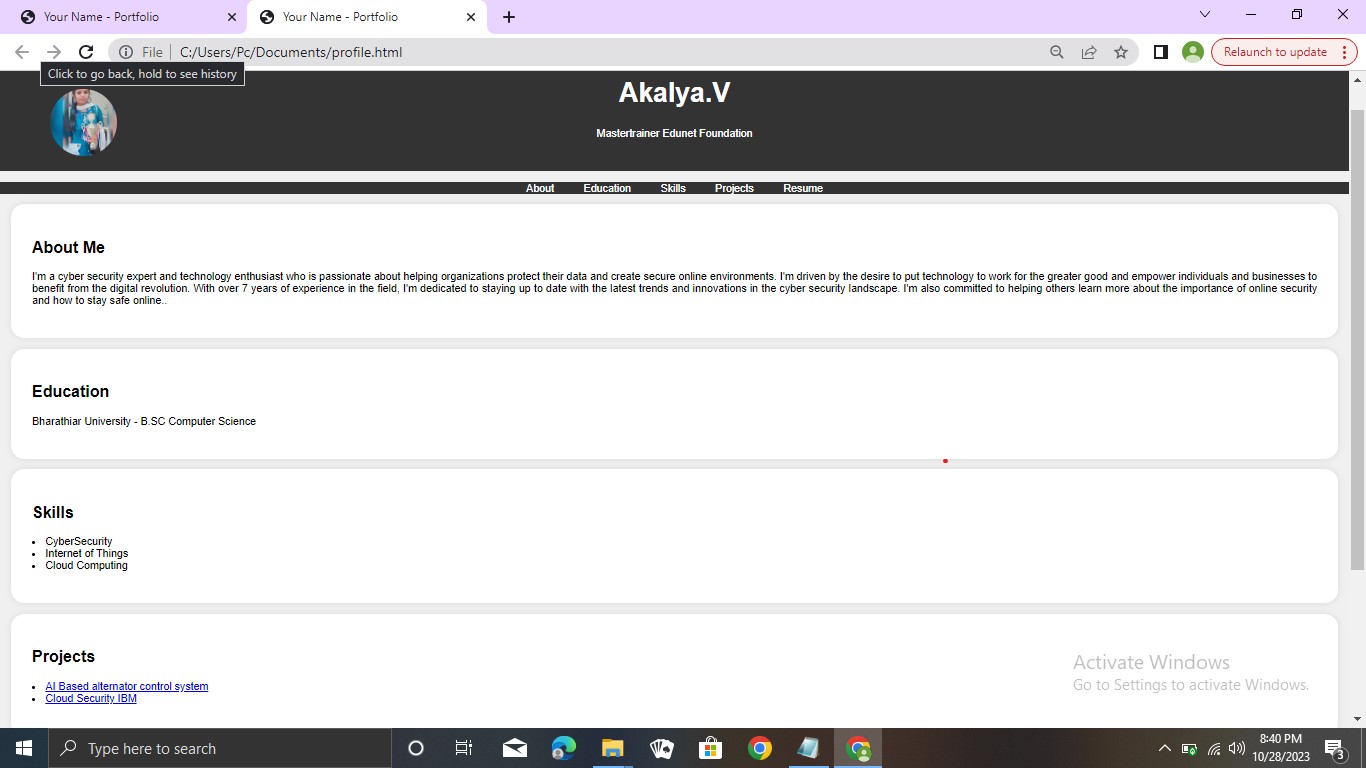 Your Name - Portfolio
Your Name - Portfolio
File
C:/Users/Pc/Documents/profile.html
Relaunch to update
Click to go back, hold to see history
Akalya.V
Mastertrainer Edunet Foundation
About
Education
Skills
Projects
Resume
About Me
I'm a cyber security expert and technology enthusiast who is passionate about helping organizations protect their data and create secure online environments. I'm driven by the desire to put technology to work for the greater good and empower individuals and businesses to
benefit from the digital revolution. With over 7 years of experience in the field, I'm dedicated to staying up to date with the latest trends and innovations in the cyber security landscape. I'm also committed to helping others learn more about the importance of online security
and how to stay safe online..
Education
Bharathiar University - B.SC Computer Science
Skills
CyberSecurity
Internet of Things
Cloud Computing
Projects
AI Based alternator control system
Cloud Security IBM
Activate Windows
Go to Settings to activate Windows.
Type here to search
8:40 PM
10/28/2023
3